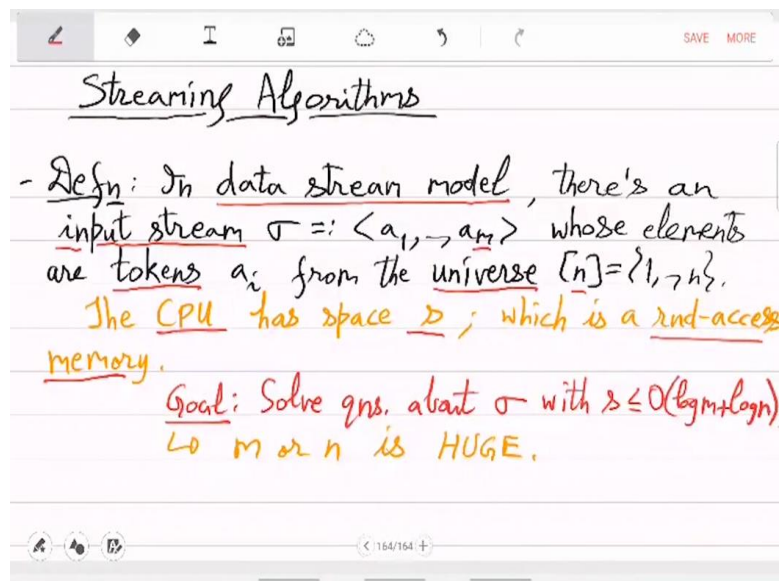 SAVE MORE
Streaming Algorithms
- Defn: In data stream model, there's an
input stream σ =: <a₁,..,aₘ> whose elements
are tokens aᵢ from the universe [n]={1,..,n}.
The CPU has space s; which is a rnd-access
memory.
Goal: Solve qns. about σ with s ≤ O(logm+logn)
↳ m or n is HUGE.
< 164/164 +